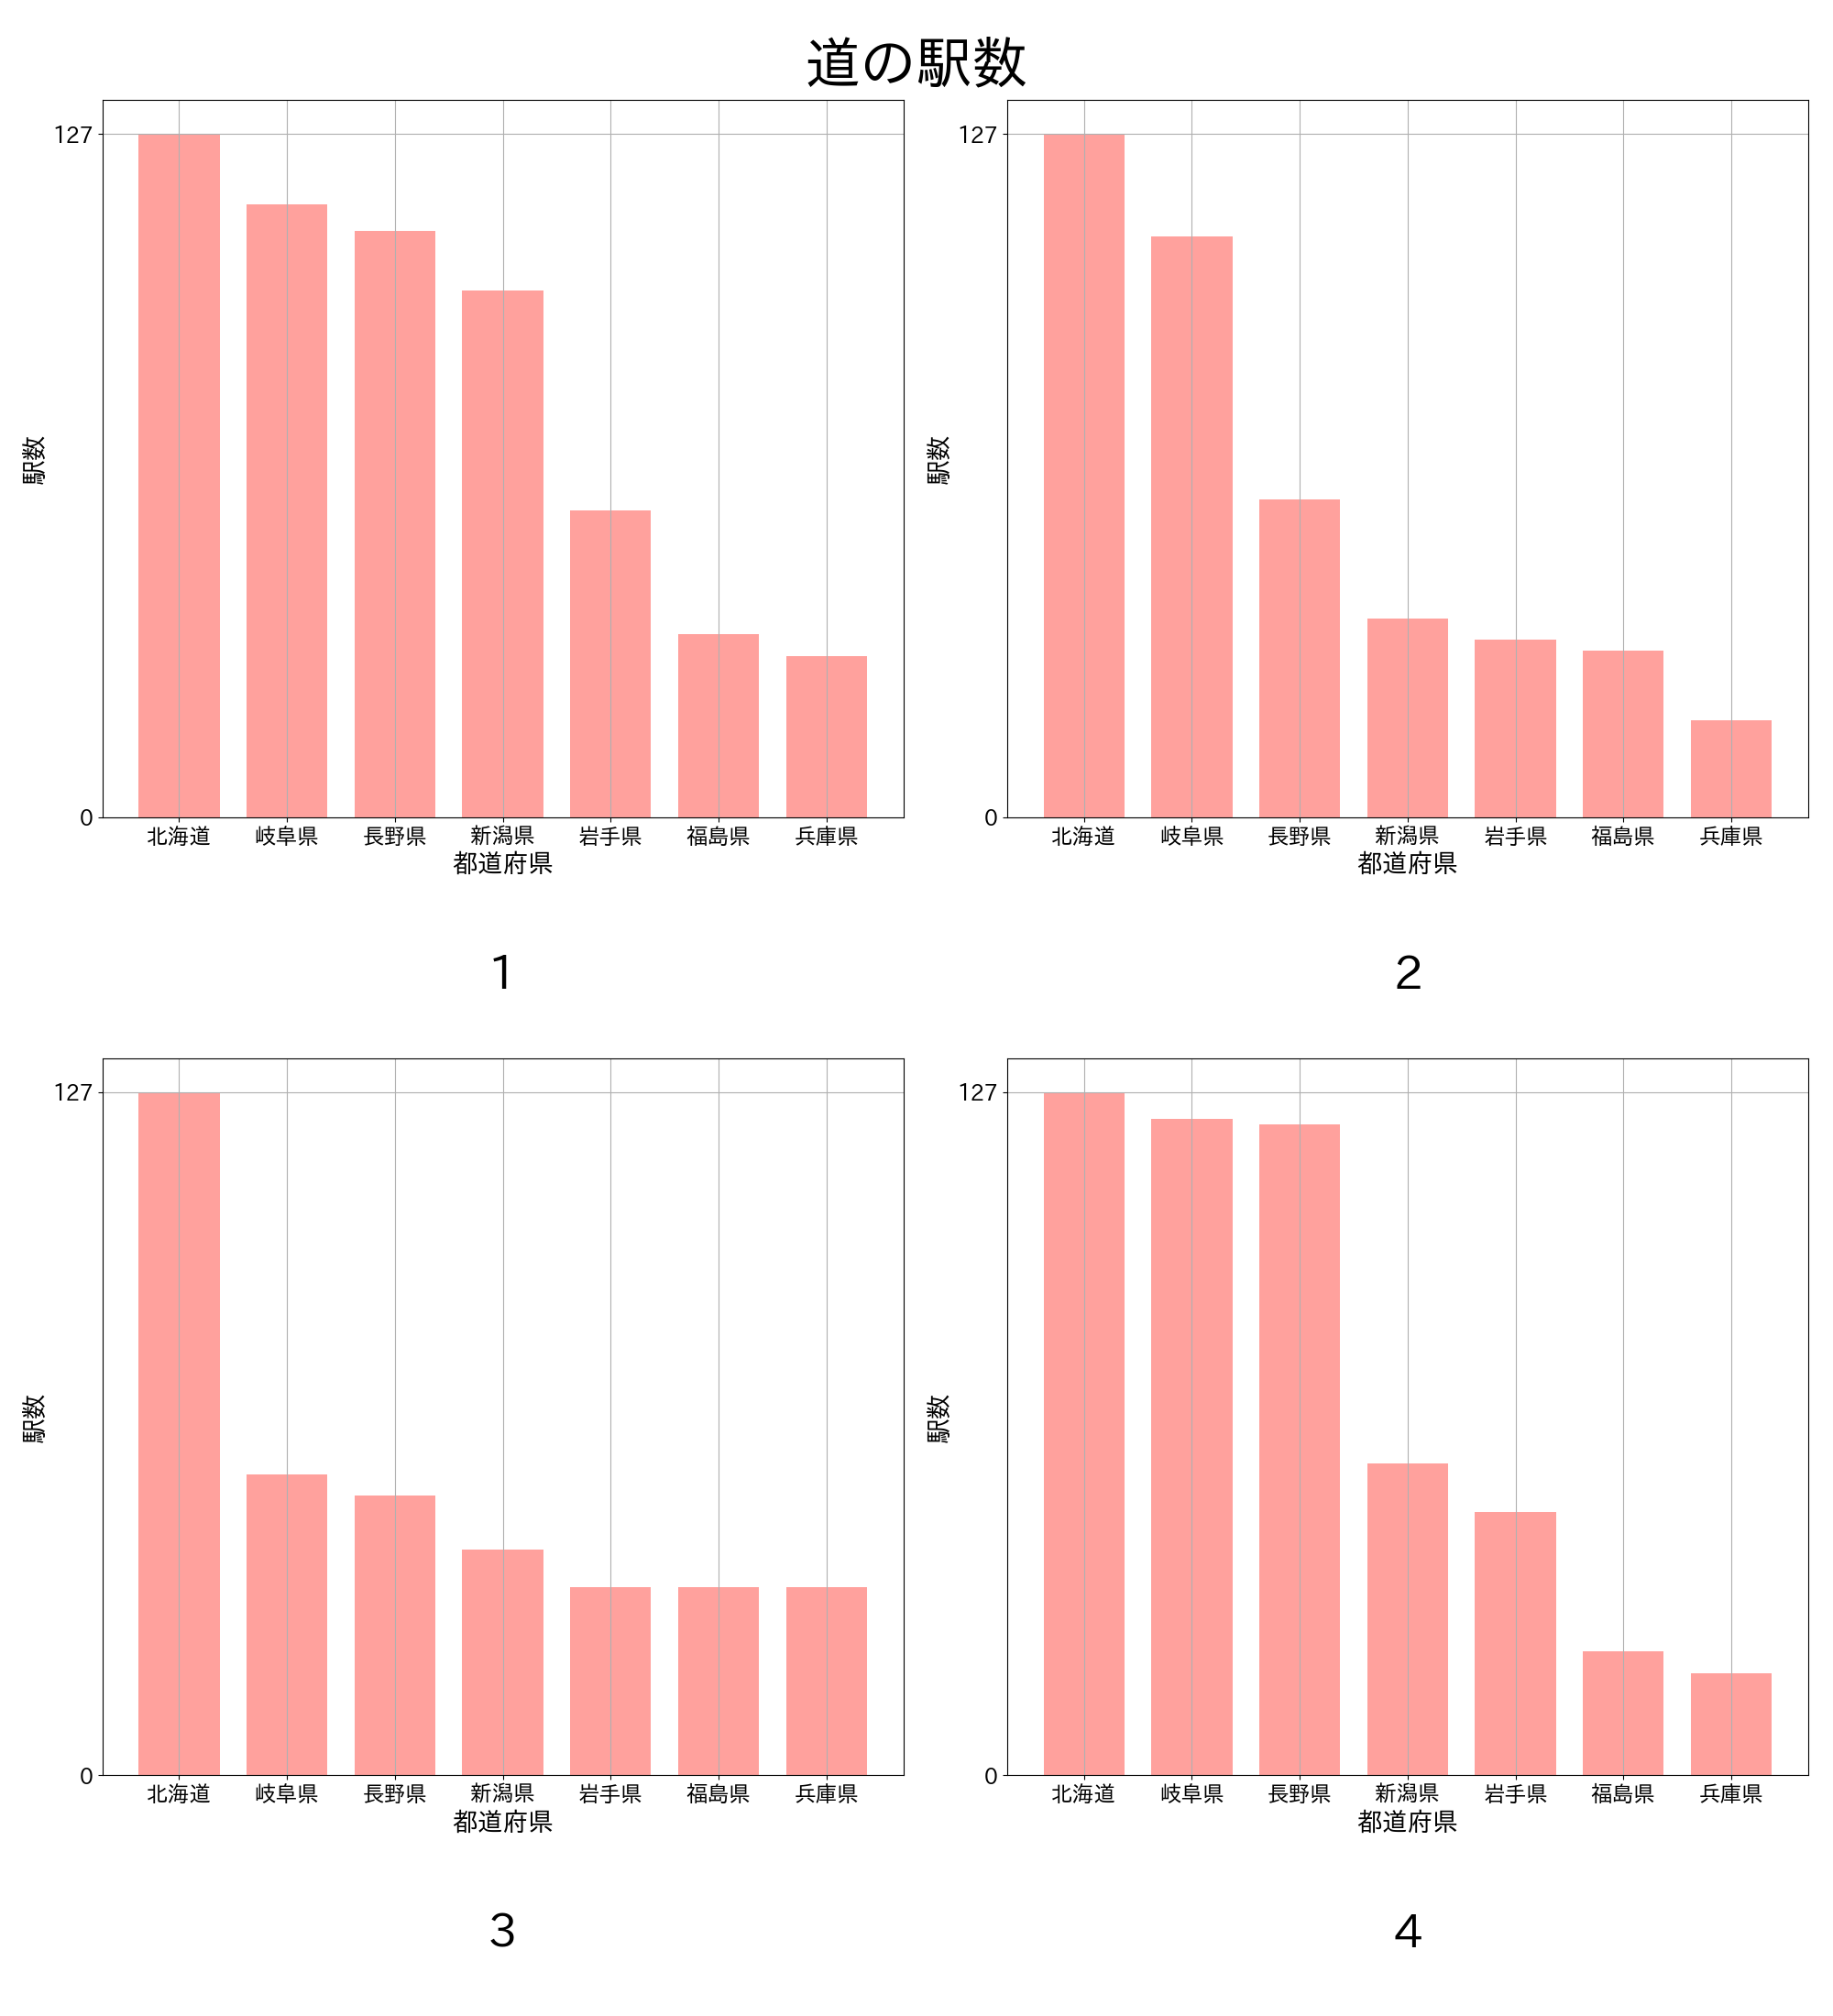 道の駅数
127
0
駅数
北海道 岐阜県 長野県 新潟県 岩手県 福島県 兵庫県
都道府県
1
127
0
駅数
北海道 岐阜県 長野県 新潟県 岩手県 福島県 兵庫県
都道府県
2
127
0
駅数
北海道 岐阜県 長野県 新潟県 岩手県 福島県 兵庫県
都道府県
3
127
0
駅数
北海道 岐阜県 長野県 新潟県 岩手県 福島県 兵庫県
都道府県
4